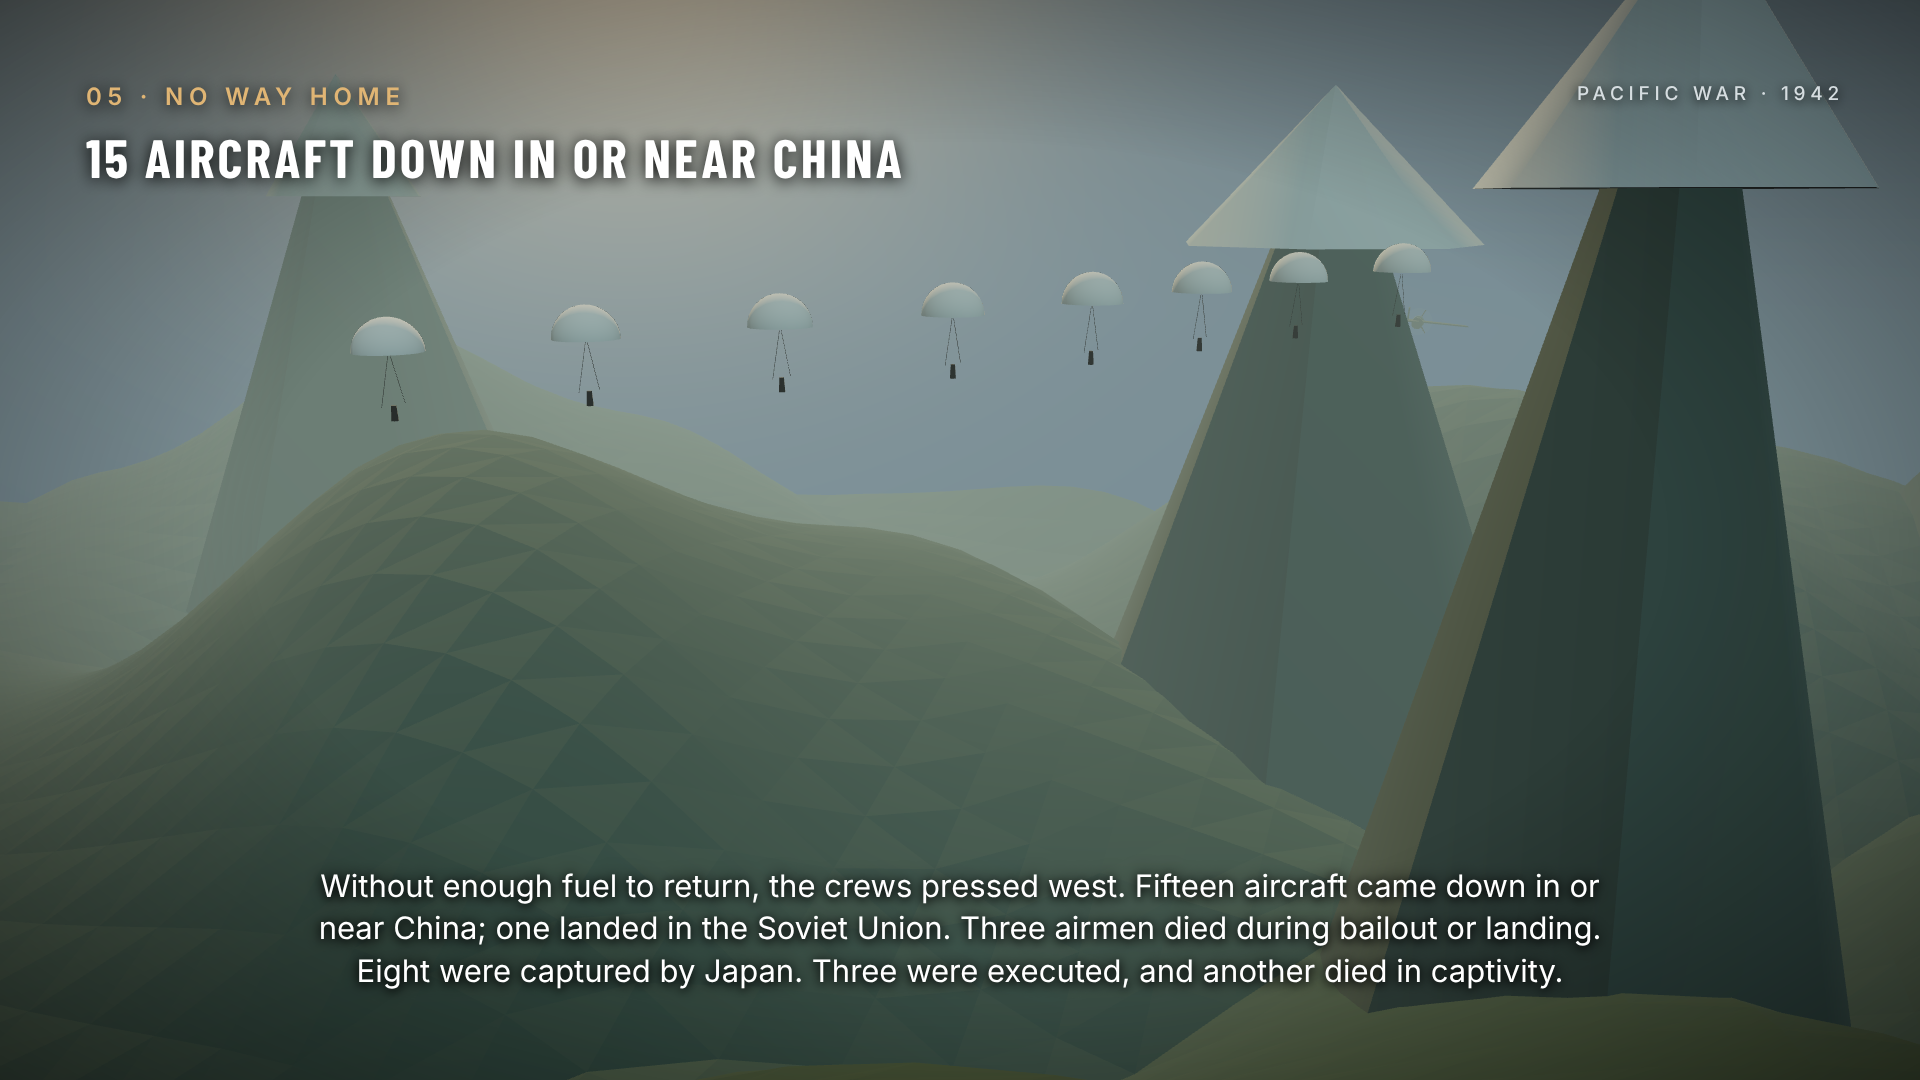 05 · NO WAY HOME
PACIFIC WAR · 1942
15 AIRCRAFT DOWN IN OR NEAR CHINA
Without enough fuel to return, the crews pressed west. Fifteen aircraft came down in or
near China; one landed in the Soviet Union. Three airmen died during bailout or landing.
Eight were captured by Japan. Three were executed, and another died in captivity.